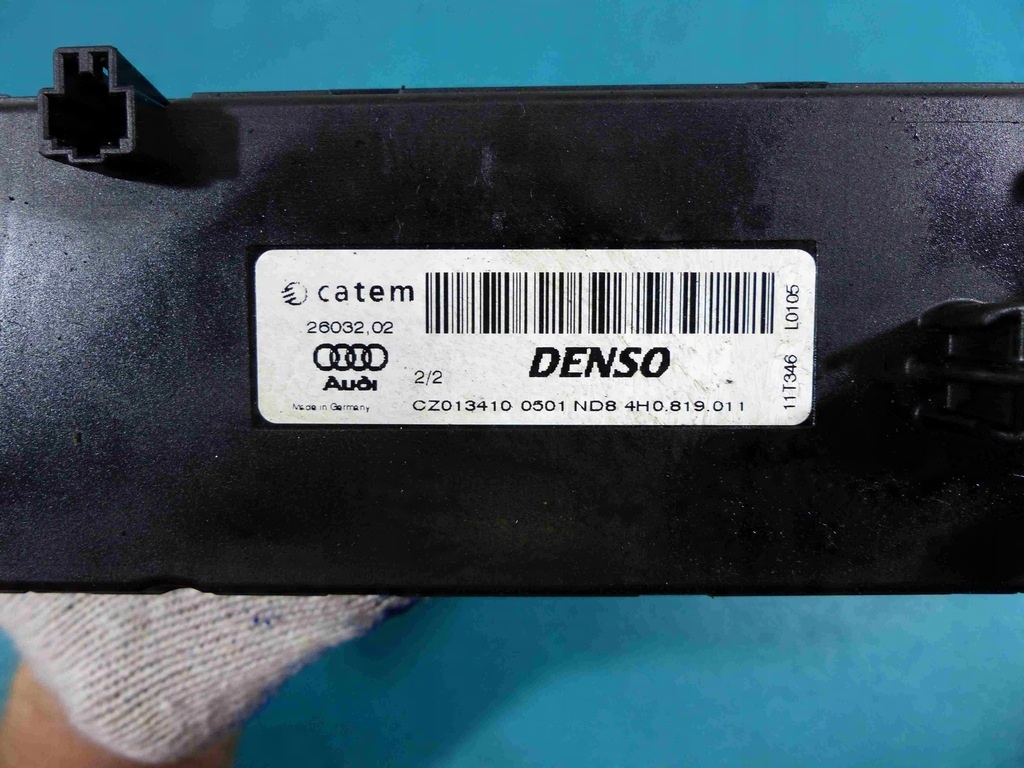 catem
26032,02
Audi
2/2
DENSO
Made in Germany
CZ013410 0501 ND8 4H0.819.011
11T346 L0105